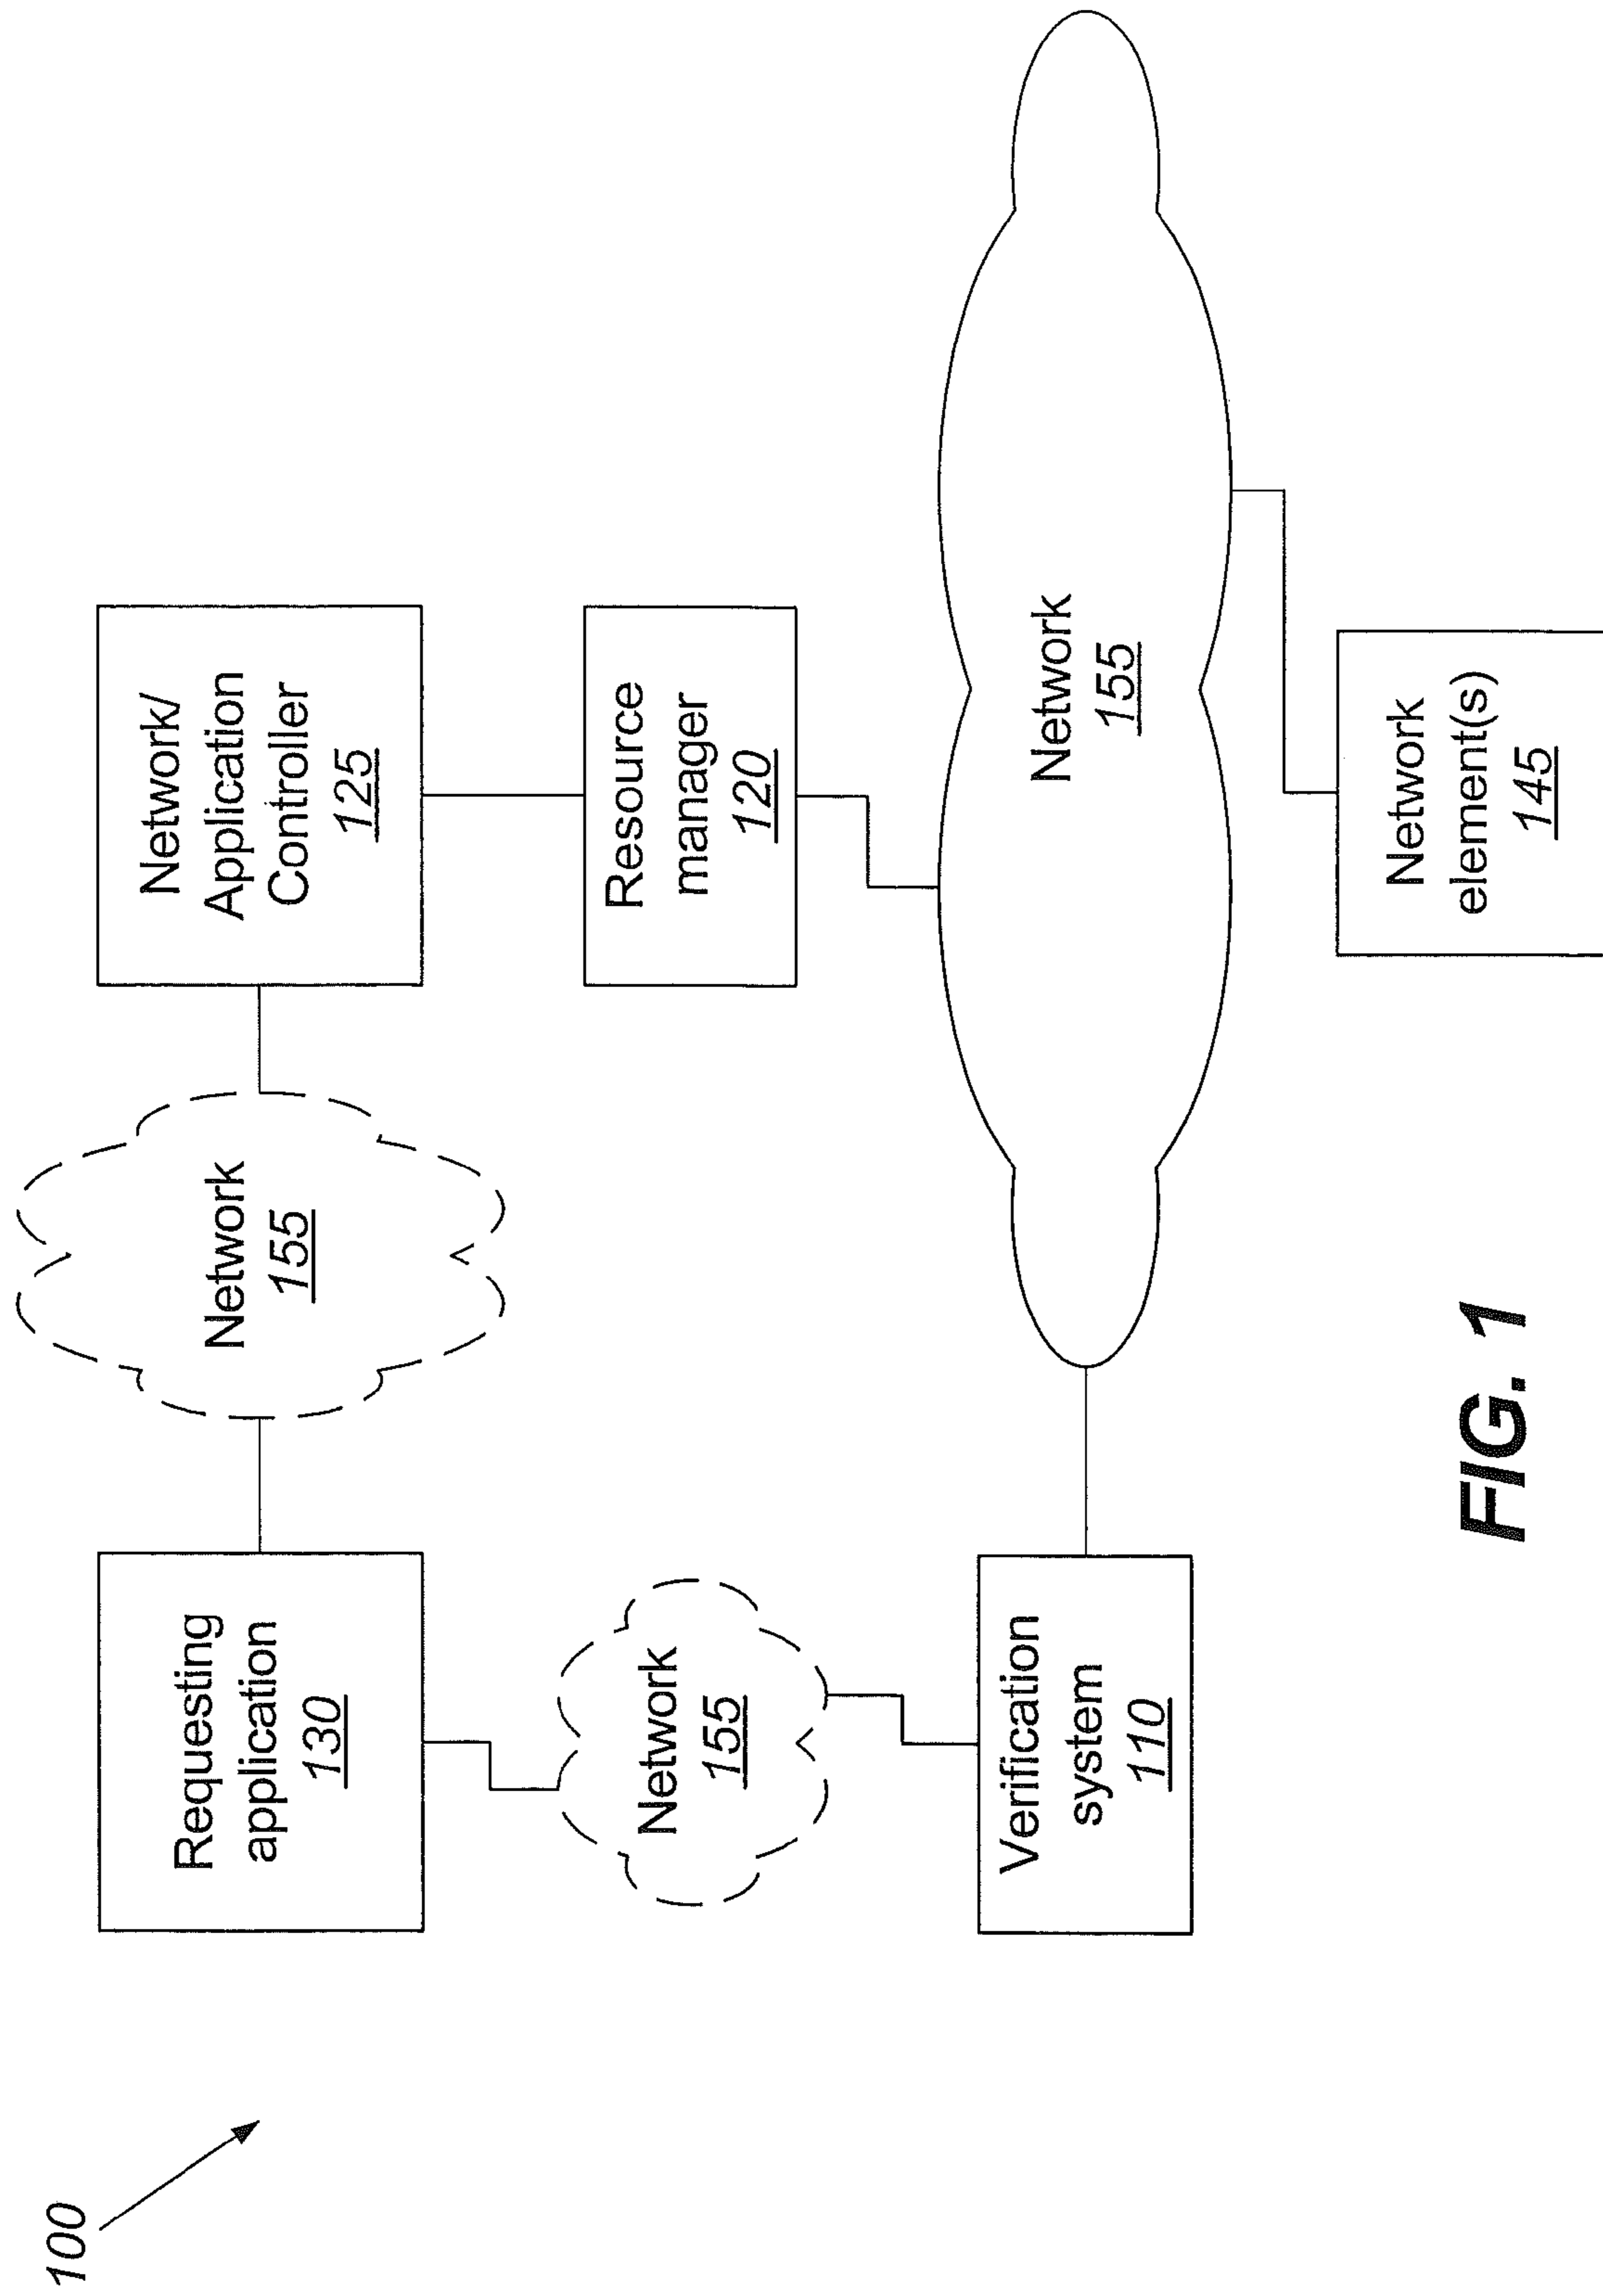 100
Requesting
application
130
Network
155
Network/
Application
Controller
125
Network
155
Resource
manager
120
Verification
system
110
Network
155
Network
element(s)
145
FIG. 1